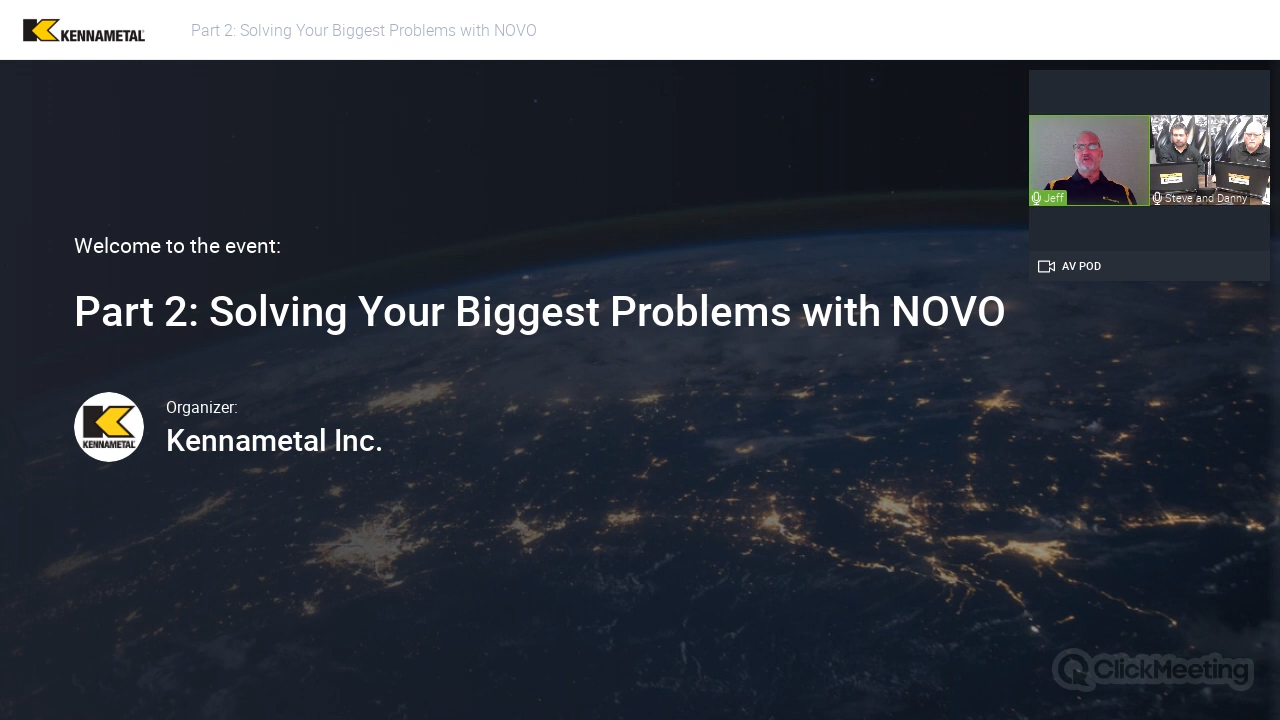 KENNAMETAL
Part 2: Solving Your Biggest Problems with NOVO
Jeff
Steve and Danny
AV POD
Welcome to the event:
Part 2: Solving Your Biggest Problems with NOVO
KENNAMETAL
Organizer:
Kennametal Inc.
ClickMeeting